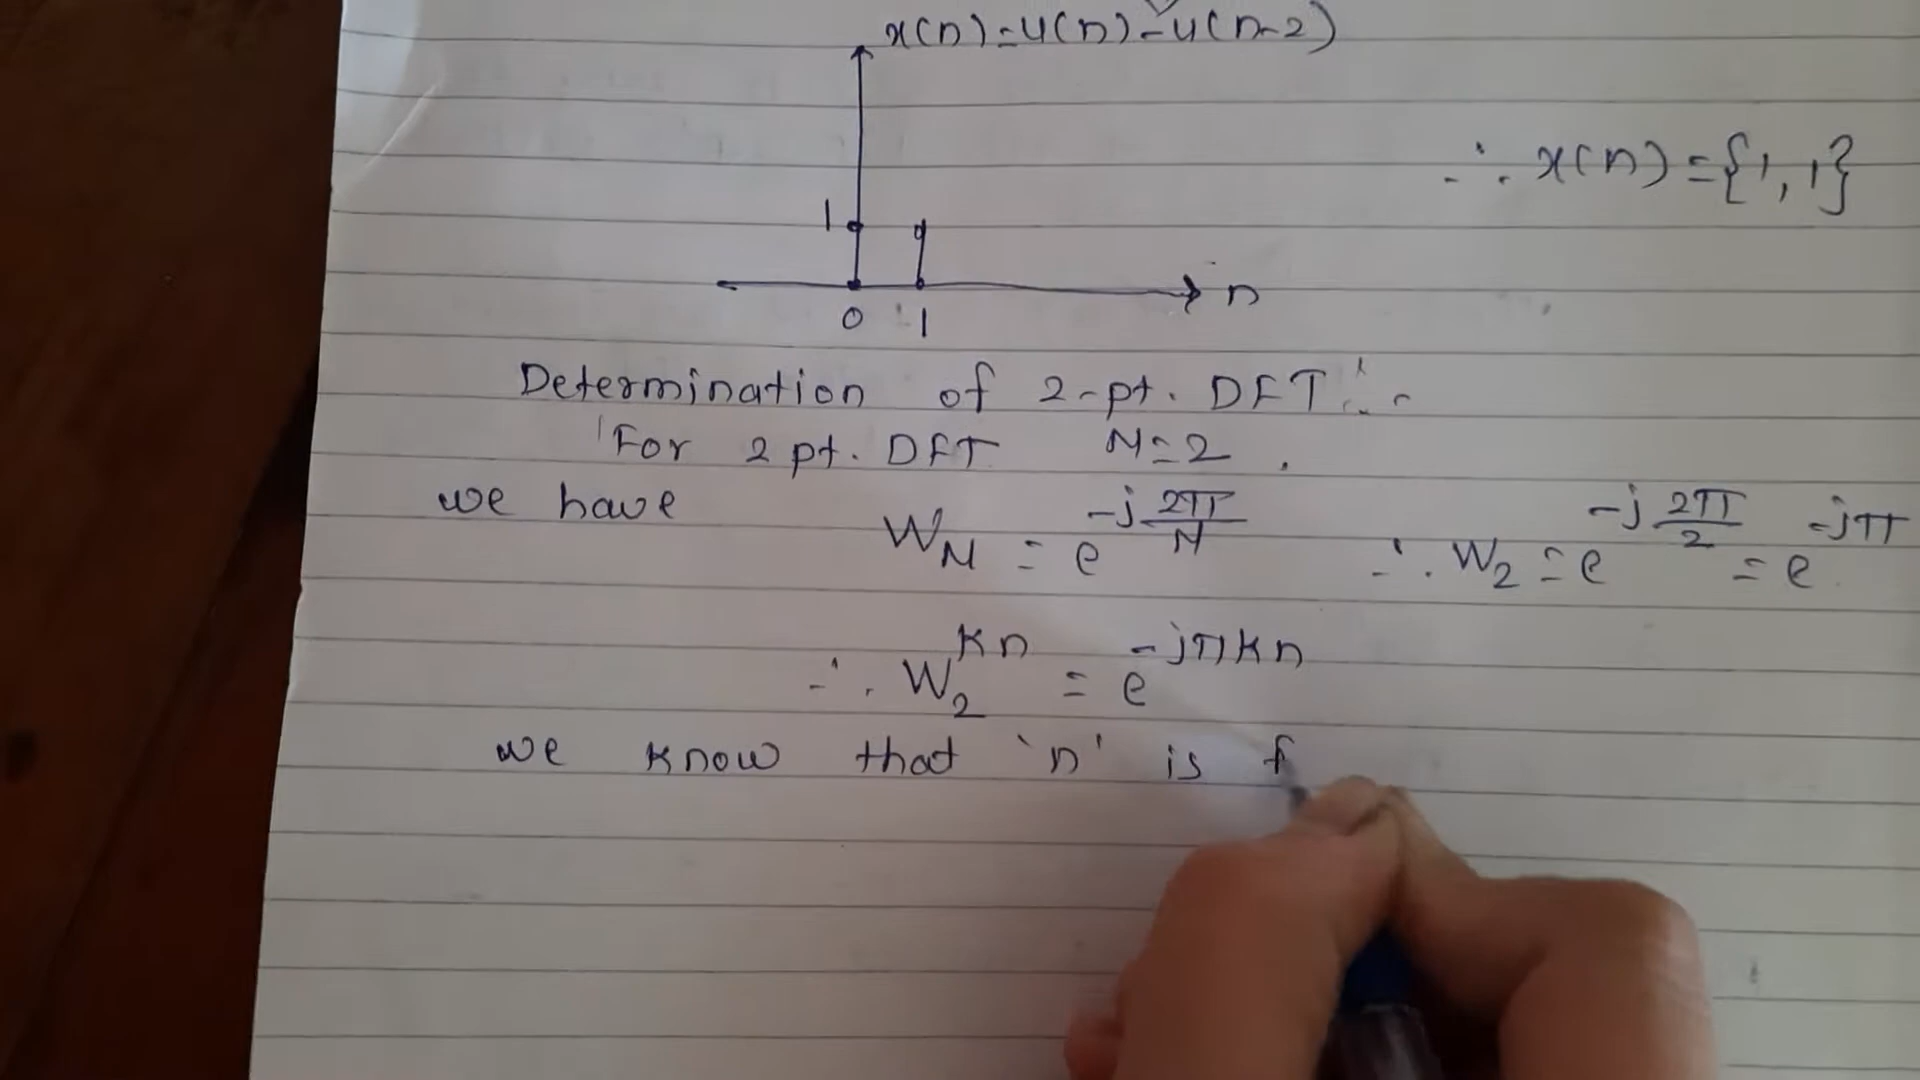 x(n)=u(n)-u(n-2)
∴ x(n)={1,1}
1
n
0 1
Determination of 2-pt. DFT:-
For 2 pt. DFT N=2.
we have W_N = e^{-j 2π/N} ∴ W_2 = e^{-j 2π/2} = e^{-jπ}
∴ W_2^{kn} = e^{-jπkn}
we know that 'n' is f